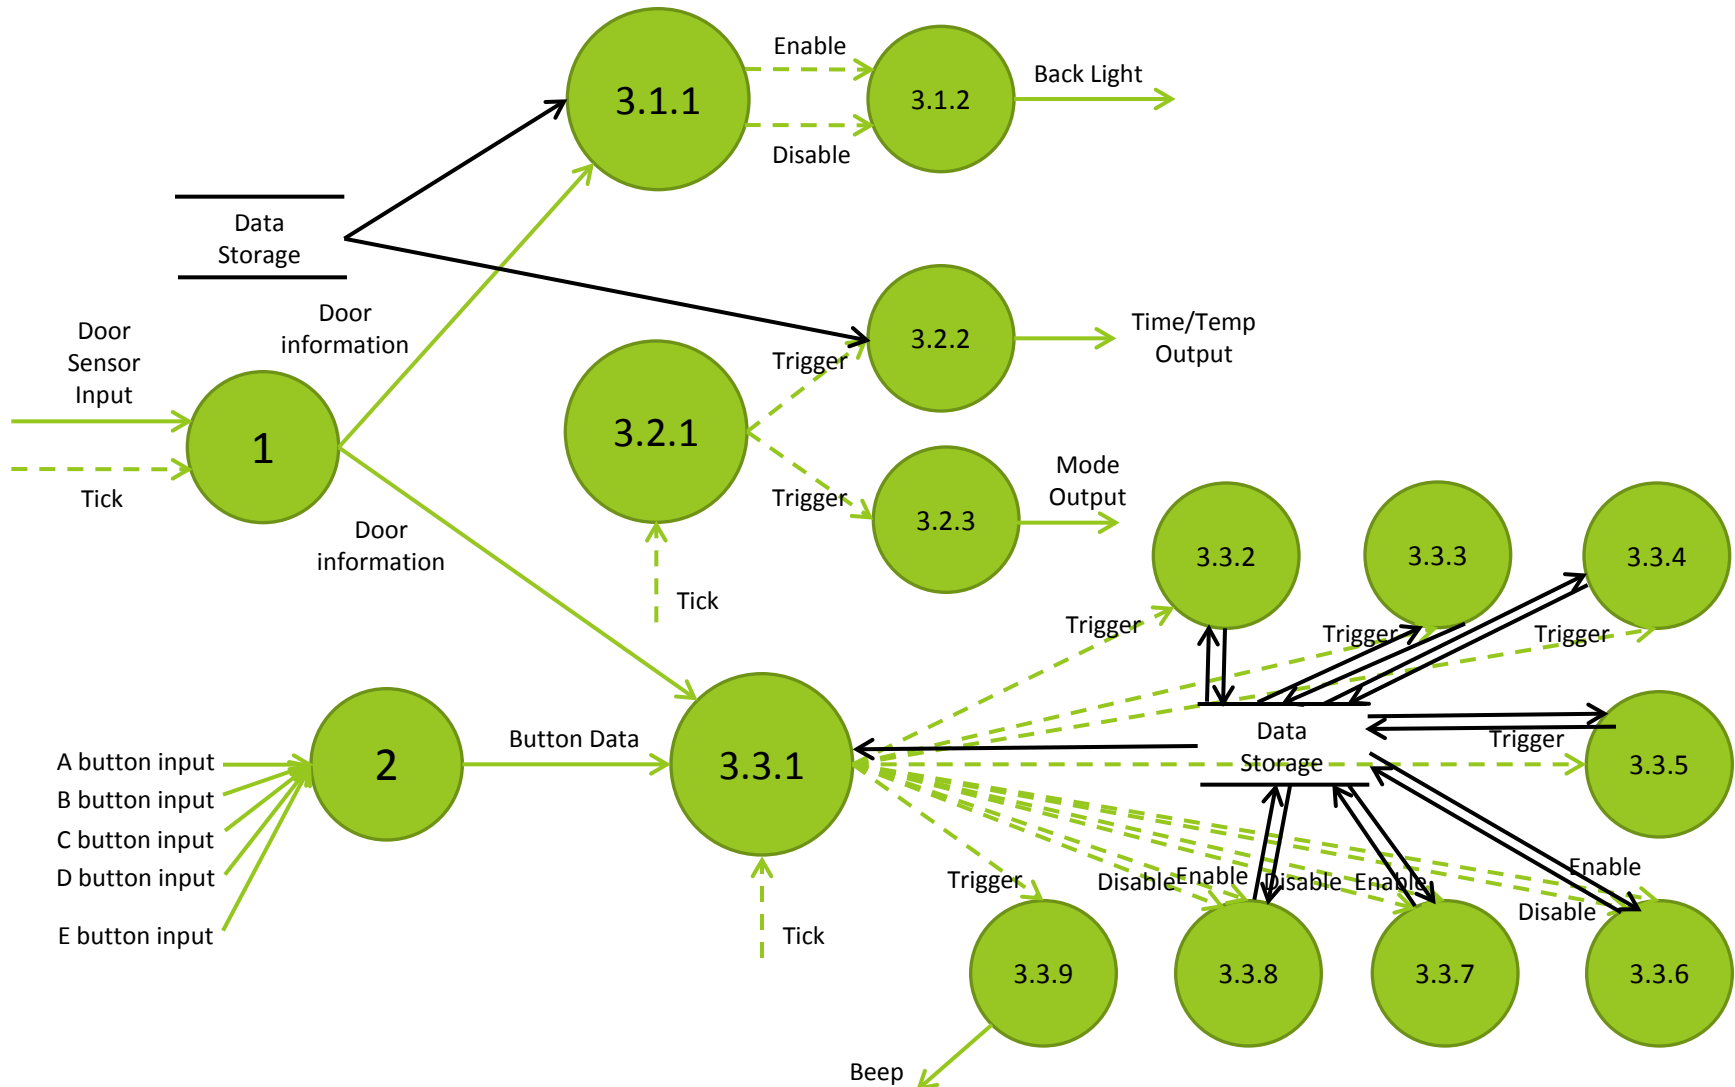 Enable
3.1.1
3.1.2
Back Light
Disable
Data
Storage
Door
information
Door
Sensor
Input
Time/Temp
Output
3.2.2
Trigger
3.2.1
1
Mode
Output
Trigger
Tick
3.2.3
Door
information
3.3.2
3.3.3
3.3.4
Tick
Trigger
Trigger
Trigger
Button Data
Data
Storage
Trigger
2
3.3.1
3.3.5
A button input
B button input
C button input
D button input
E button input
Trigger
Disable
Enable
Disable
Enable
Enable
Disable
Tick
3.3.9
3.3.8
3.3.7
3.3.6
Beep